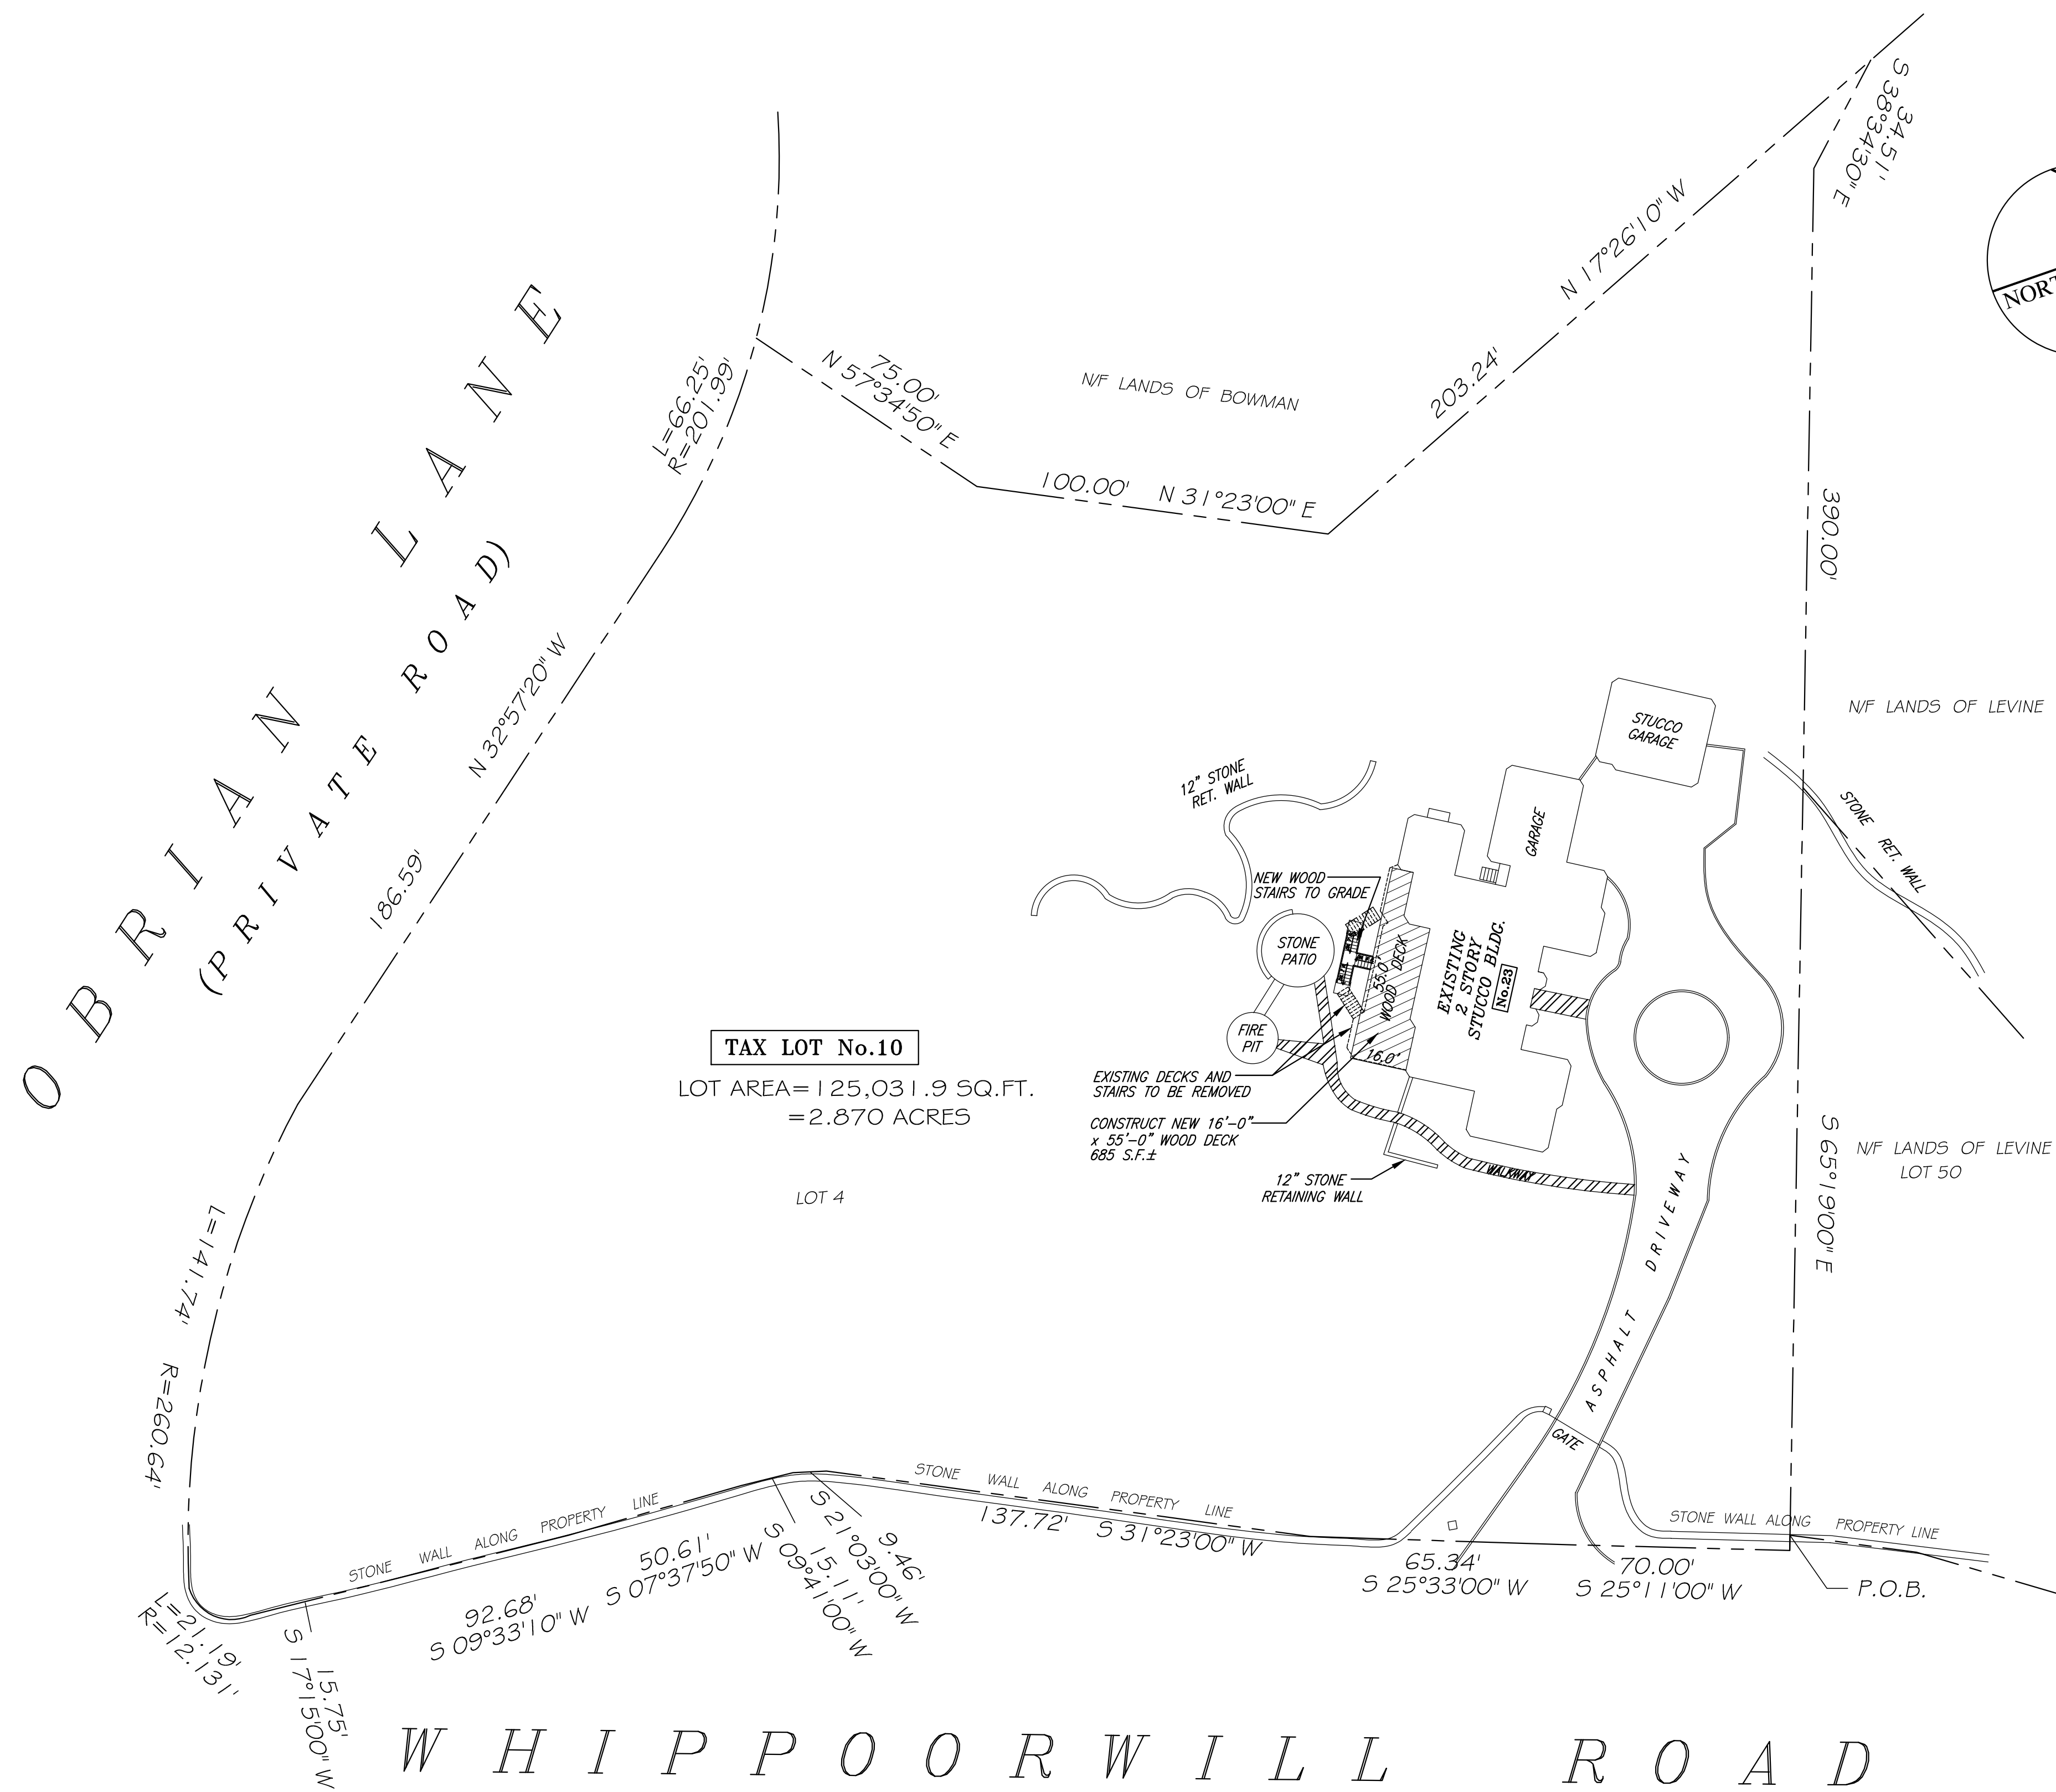 34.51'
S 38°34'30" E
N 17°26'10" W
203.24'
O B R I A N L A N E
(P R I V A T E R O A D)
L=66.25'
R=201.99'
75.00'
N 57°34'50" E
N/F LANDS OF BOWMAN
100.00' N 31°23'00" E
390.00'
N 32°57'20" W
186.59'
N/F LANDS OF LEVINE
STUCCO
GARAGE
12" STONE
RET. WALL
GARAGE
STONE RET. WALL
NEW WOOD
STAIRS TO GRADE
STONE
PATIO
55.0'
WOOD DECK
EXISTING
2 STORY
STUCCO BLDG.
No.23
FIRE
PIT
16.0'
TAX LOT No.10
LOT AREA=125,031.9 SQ.FT.
=2.870 ACRES
EXISTING DECKS AND
STAIRS TO BE REMOVED
CONSTRUCT NEW 16'-0"
x 55'-0" WOOD DECK
685 S.F.±
12" STONE
RETAINING WALL
WALKWAY
LOT 4
S 65°19'00" E
N/F LANDS OF LEVINE
LOT 50
ASPHALT DRIVEWAY
GATE
L=141.74'
R=260.64'
STONE WALL ALONG PROPERTY LINE
STONE WALL ALONG PROPERTY LINE
STONE WALL ALONG PROPERTY LINE
L=21.19'
R=12.131'
15.75'
S 17°15'00" W
92.68'
S 09°33'10" W
50.61'
S 07°37'50" W
15.11'
S 09°41'00" W
9.46'
S 21°03'00" W
137.72' S 31°23'00" W
65.34'
S 25°33'00" W
70.00'
S 25°11'00" W
P.O.B.
W H I P P O O R W I L L R O A D